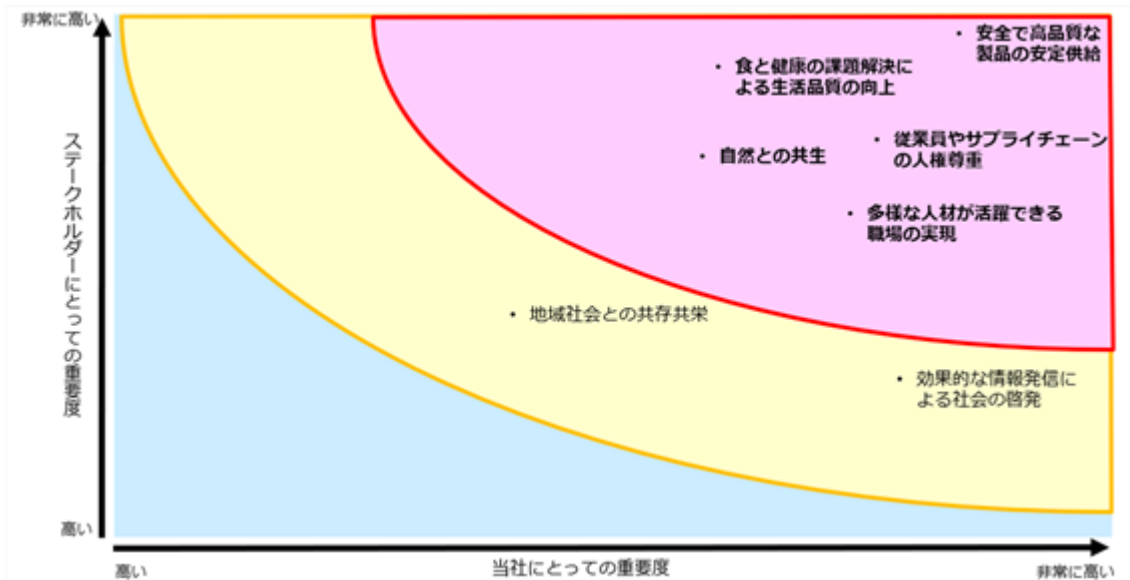 非常に高い
・ 安全で高品質な
製品の安定供給
・ 食と健康の課題解決に
よる生活品質の向上
・ 従業員やサプライチェーン
の人権尊重
・ 自然との共生
・ 多様な人材が活躍できる
職場の実現
・ 地域社会との共存共栄
・ 効果的な情報発信に
よる社会の啓発
ステークホルダーにとっての重要度
高い
高い
当社にとっての重要度
非常に高い